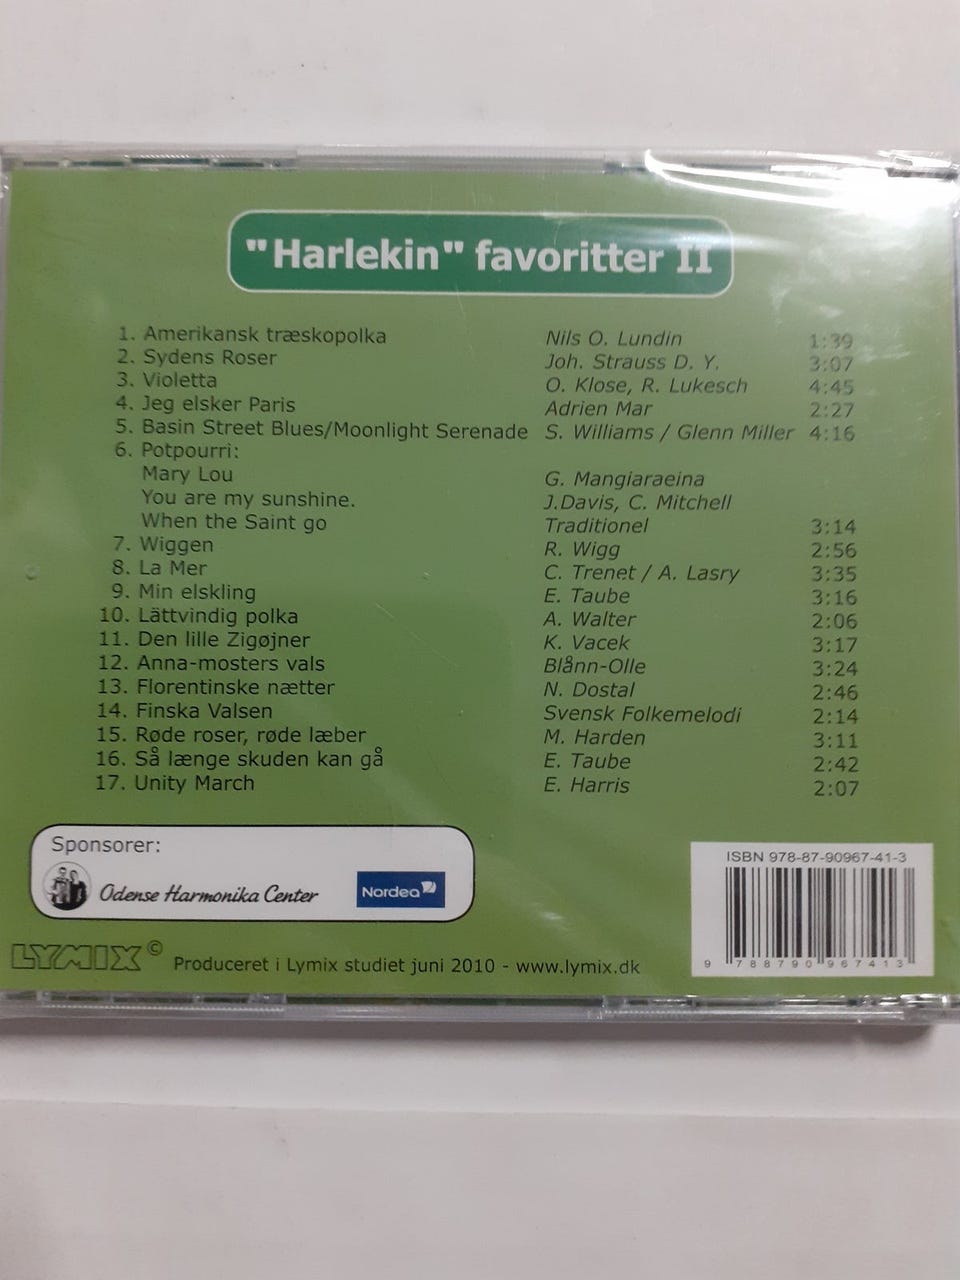 "Harlekin" favoritter II
1. Amerikansk træskopolka Nils O. Lundin 1:39
2. Sydens Roser Joh. Strauss D. Y. 3:07
3. Violetta O. Klose, R. Lukesch 4:45
4. Jeg elsker Paris Adrien Mar 2:27
5. Basin Street Blues/Moonlight Serenade S. Williams / Glenn Miller 4:16
6. Potpourri:
Mary Lou G. Mangiaraeina
You are my sunshine. J.Davis, C. Mitchell
When the Saint go Traditionel 3:14
7. Wiggen R. Wigg 2:56
8. La Mer C. Trenet / A. Lasry 3:35
9. Min elskling E. Taube 3:16
10. Lättvindig polka A. Walter 2:06
11. Den lille Zigøjner K. Vacek 3:17
12. Anna-mosters vals Blånn-Olle 3:24
13. Florentinske nætter N. Dostal 2:46
14. Finska Valsen Svensk Folkemelodi 2:14
15. Røde roser, røde læber M. Harden 3:11
16. Så længe skuden kan gå E. Taube 2:42
17. Unity March E. Harris 2:07
Sponsorer:
Odense Harmonika Center Nordea
LYMIX© Produceret i Lymix studiet juni 2010 - www.lymix.dk
ISBN 978-87-90967-41-3
9 788790 967413